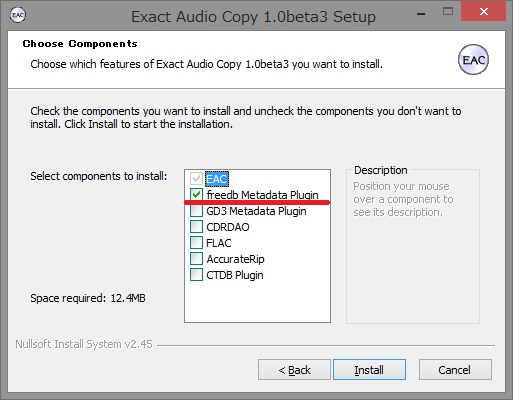 EAC
Exact Audio Copy 1.0beta3 Setup
Choose Components
Choose which features of Exact Audio Copy 1.0beta3 you want to install.
EAC
Check the components you want to install and uncheck the components you don't want to
install. Click Install to start the installation.
Select components to install:
EAC
freedb Metadata Plugin
GD3 Metadata Plugin
CDRDAO
FLAC
AccurateRip
CTDB Plugin
Description
Position your mouse
over a component to
see its description.
Space required: 12.4MB
Nullsoft Install System v2.45
< Back
Install
Cancel